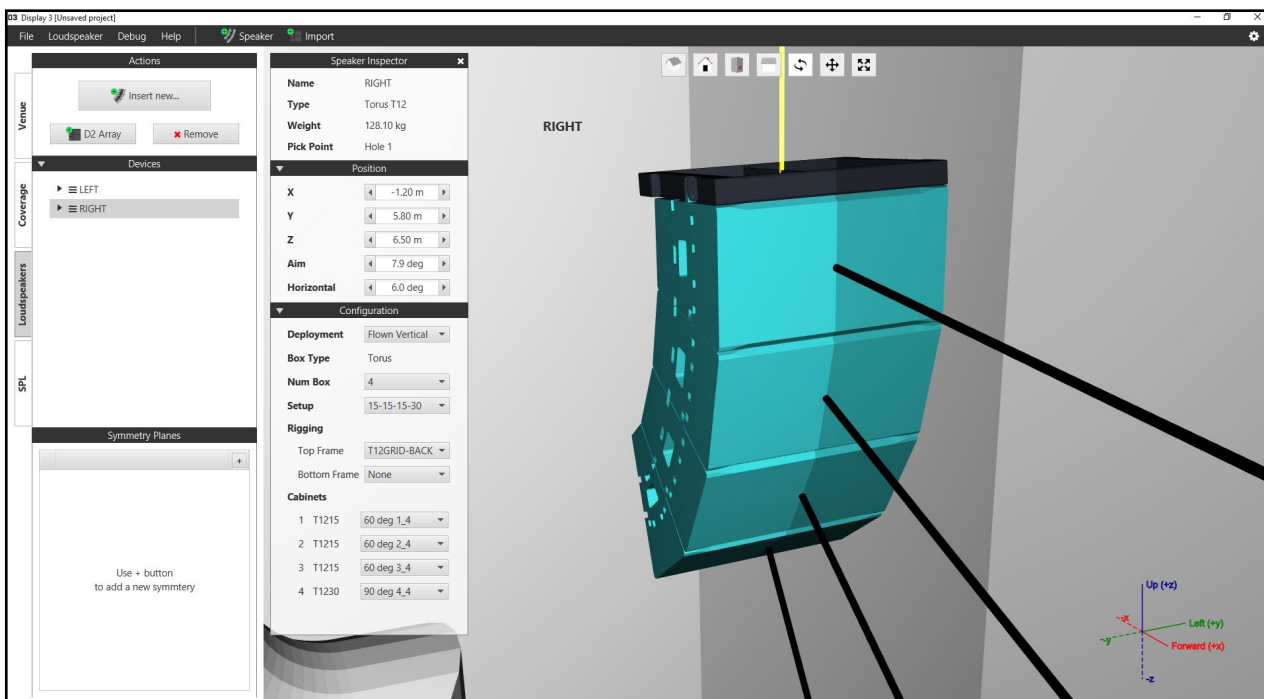 03 Display 3 [Unsaved project]
File Loudspeaker Debug Help Speaker Import
Actions
Insert new...
D2 Array Remove
Devices
LEFT
RIGHT
Symmetry Planes
+
Use + button
to add a new symmtery
Venue
Coverage
Loudspeakers
SPL
Speaker Inspector
Name RIGHT
Type Torus T12
Weight 128.10 kg
Pick Point Hole 1
Position
X -1.20 m
Y 5.80 m
Z 6.50 m
Aim 7.9 deg
Horizontal 6.0 deg
Configuration
Deployment Flown Vertical
Box Type Torus
Num Box 4
Setup 15-15-15-30
Rigging
Top Frame T12GRID-BACK
Bottom Frame None
Cabinets
1 T1215 60 deg 1_4
2 T1215 60 deg 2_4
3 T1215 60 deg 3_4
4 T1230 90 deg 4_4
RIGHT
Up (+z)
-x
Left (+y)
-y
Forward (+x)
-z